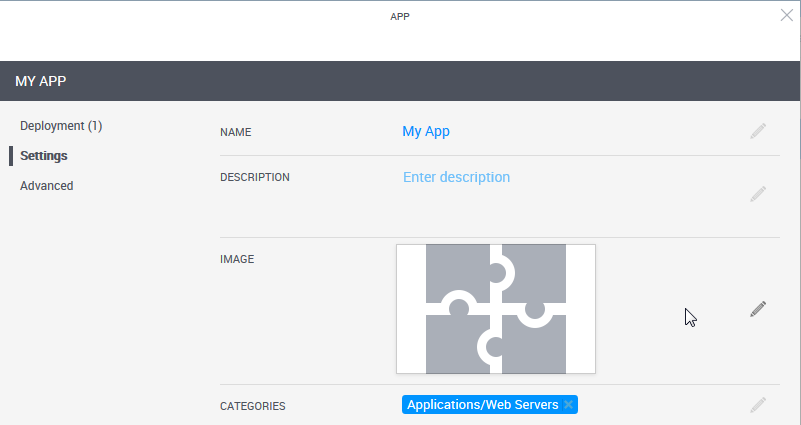 APP
MY APP
Deployment (1)
Settings
Advanced
NAME
My App
DESCRIPTION
Enter description
IMAGE
CATEGORIES
Applications/Web Servers